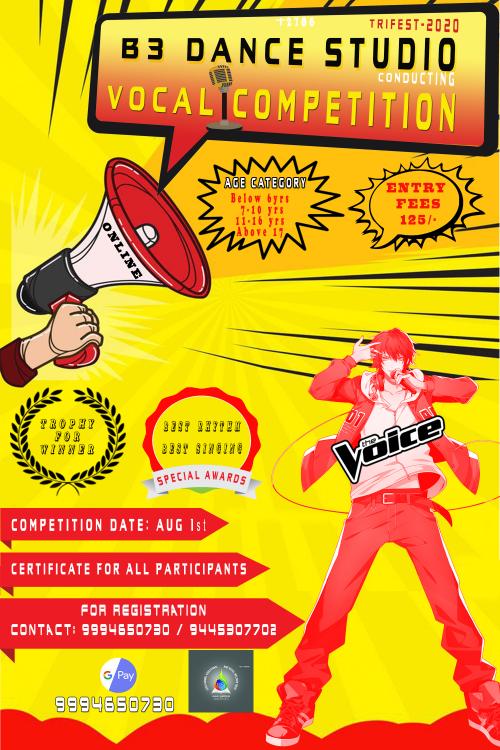 TRIFEST-2020
B3 DANCE STUDIO
CONDUCTING
VOCAL COMPETITION
AGE CATEGORY
Below 6yrs
7-10 yrs
11-16 yrs
Above 17
ENTRY
FEES
125/-
ONLINE
TROPHY
FOR
WINNER
BEST RHYTHM
BEST SINGING
SPECIAL AWARDS
the
Voice
COMPETITION DATE: AUG 1st
CERTIFICATE FOR ALL PARTICIPANTS
FOR REGISTRATION
CONTACT: 9994650730 / 9445307702
G Pay
9994650730